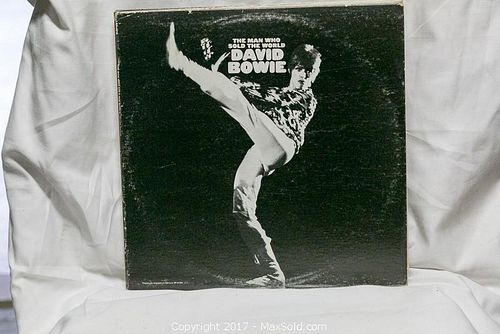 THE MAN WHO
SOLD THE WORLD
DAVID
BOWIE
Copyright 2017 - MaxSold.com